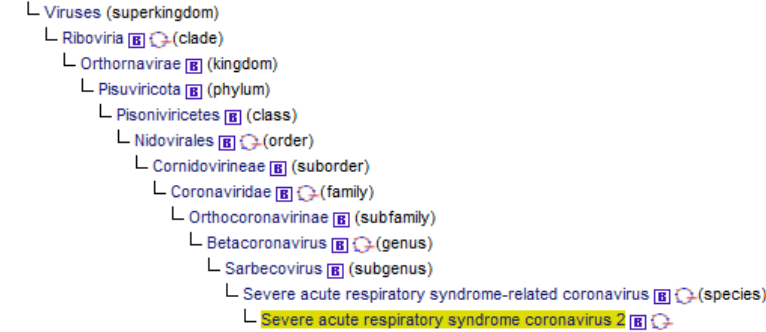 Viruses (superkingdom)
Riboviria B (clade)
Orthornavirae B (kingdom)
Pisuviricota B (phylum)
Pisoniviricetes B (class)
Nidovirales B (order)
Cornidovirineae B (suborder)
Coronaviridae B (family)
Orthocoronavirinae B (subfamily)
Betacoronavirus B (genus)
Sarbecovirus B (subgenus)
Severe acute respiratory syndrome-related coronavirus B (species)
Severe acute respiratory syndrome coronavirus 2 B